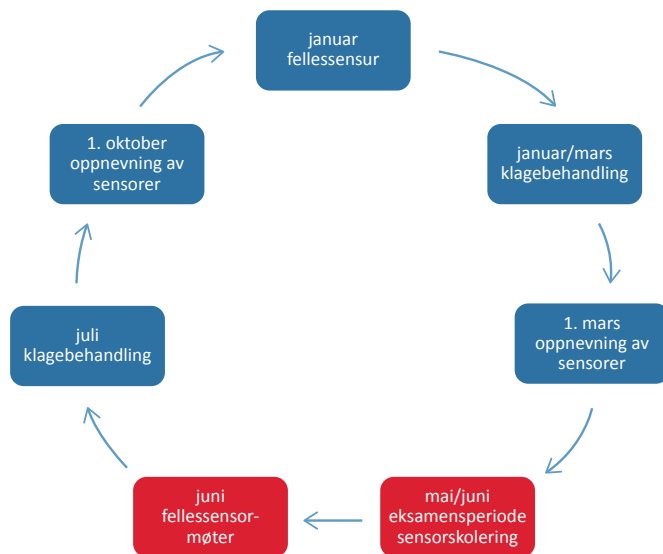 januar
fellessensur
januar/mars
klagebehandling
1. mars
oppnevning av
sensorer
mai/juni
eksamensperiode
sensorskolering
juni
fellessensor-
møter
juli
klagebehandling
1. oktober
oppnevning av
sensorer